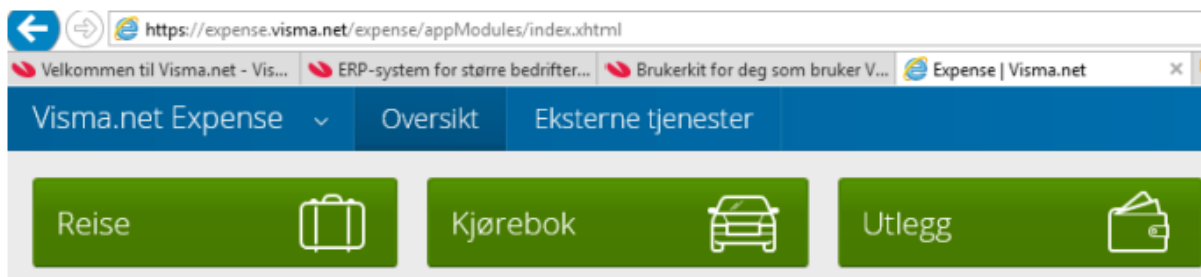 https://expense.visma.net/expense/appModules/index.xhtml
Velkommen til Visma.net - Vis... ERP-system for større bedrifter... Brukerkit for deg som bruker V... Expense | Visma.net
Visma.net Expense Oversikt Eksterne tjenester
Reise Kjørebok Utlegg